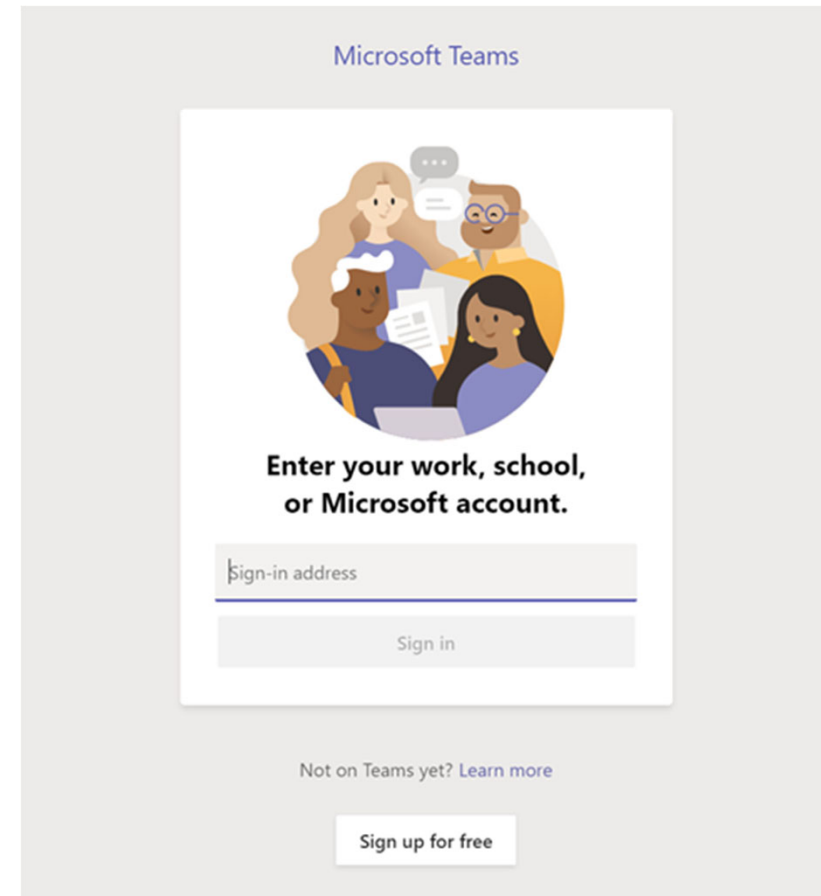 Microsoft Teams
Enter your work, school,
or Microsoft account.
Sign-in address
Sign in
Not on Teams yet? Learn more
Sign up for free